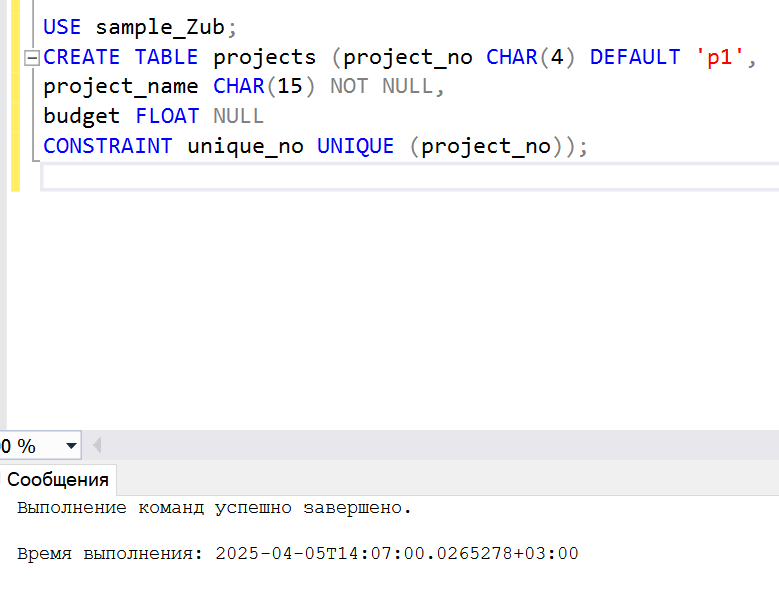 USE sample_Zub;
CREATE TABLE projects (project_no CHAR(4) DEFAULT 'p1',
project_name CHAR(15) NOT NULL,
budget FLOAT NULL
CONSTRAINT unique_no UNIQUE (project_no));
0 %
Сообщения
Выполнение команд успешно завершено.
Время выполнения: 2025-04-05T14:07:00.0265278+03:00